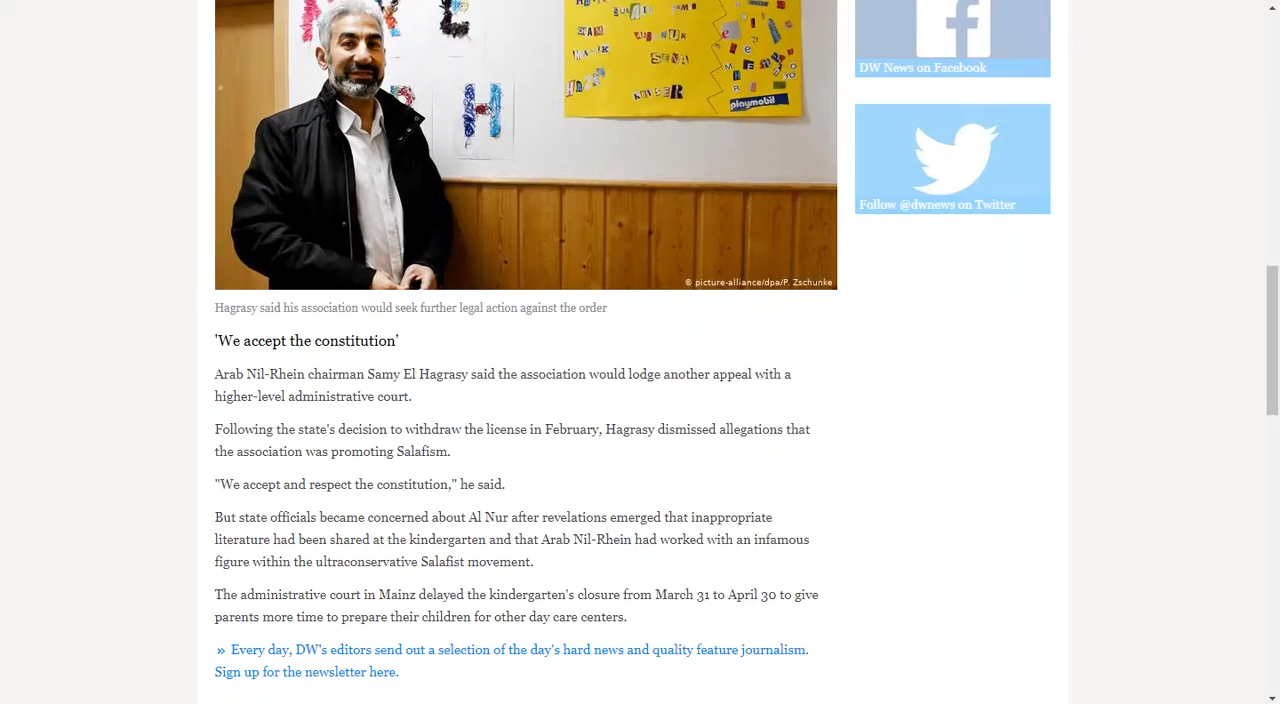 playmobil
DW News on Facebook
Follow @dwnews on Twitter
© picture-alliance/dpa/P. Zschunke
Hagrasy said his association would seek further legal action against the order
'We accept the constitution'
Arab Nil-Rhein chairman Samy El Hagrasy said the association would lodge another appeal with a
higher-level administrative court.
Following the state's decision to withdraw the license in February, Hagrasy dismissed allegations that
the association was promoting Salafism.
"We accept and respect the constitution," he said.
But state officials became concerned about Al Nur after revelations emerged that inappropriate
literature had been shared at the kindergarten and that Arab Nil-Rhein had worked with an infamous
figure within the ultraconservative Salafist movement.
The administrative court in Mainz delayed the kindergarten's closure from March 31 to April 30 to give
parents more time to prepare their children for other day care centers.
» Every day, DW's editors send out a selection of the day's hard news and quality feature journalism.
Sign up for the newsletter here.